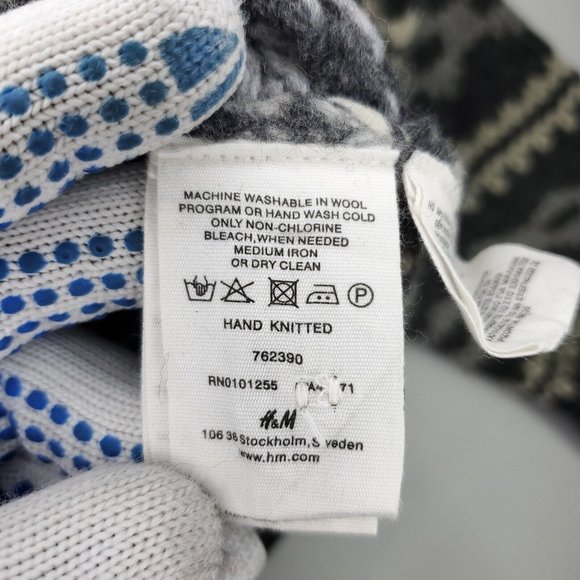 MACHINE WASHABLE IN WOOL
PROGRAM OR HAND WASH COLD
ONLY NON-CHLORINE
BLEACH,WHEN NEEDED
MEDIUM IRON
OR DRY CLEAN
P
HAND KNITTED
762390
RN0101255 71
H&M
106 38 Stockholm, Sweden
www.hm.com